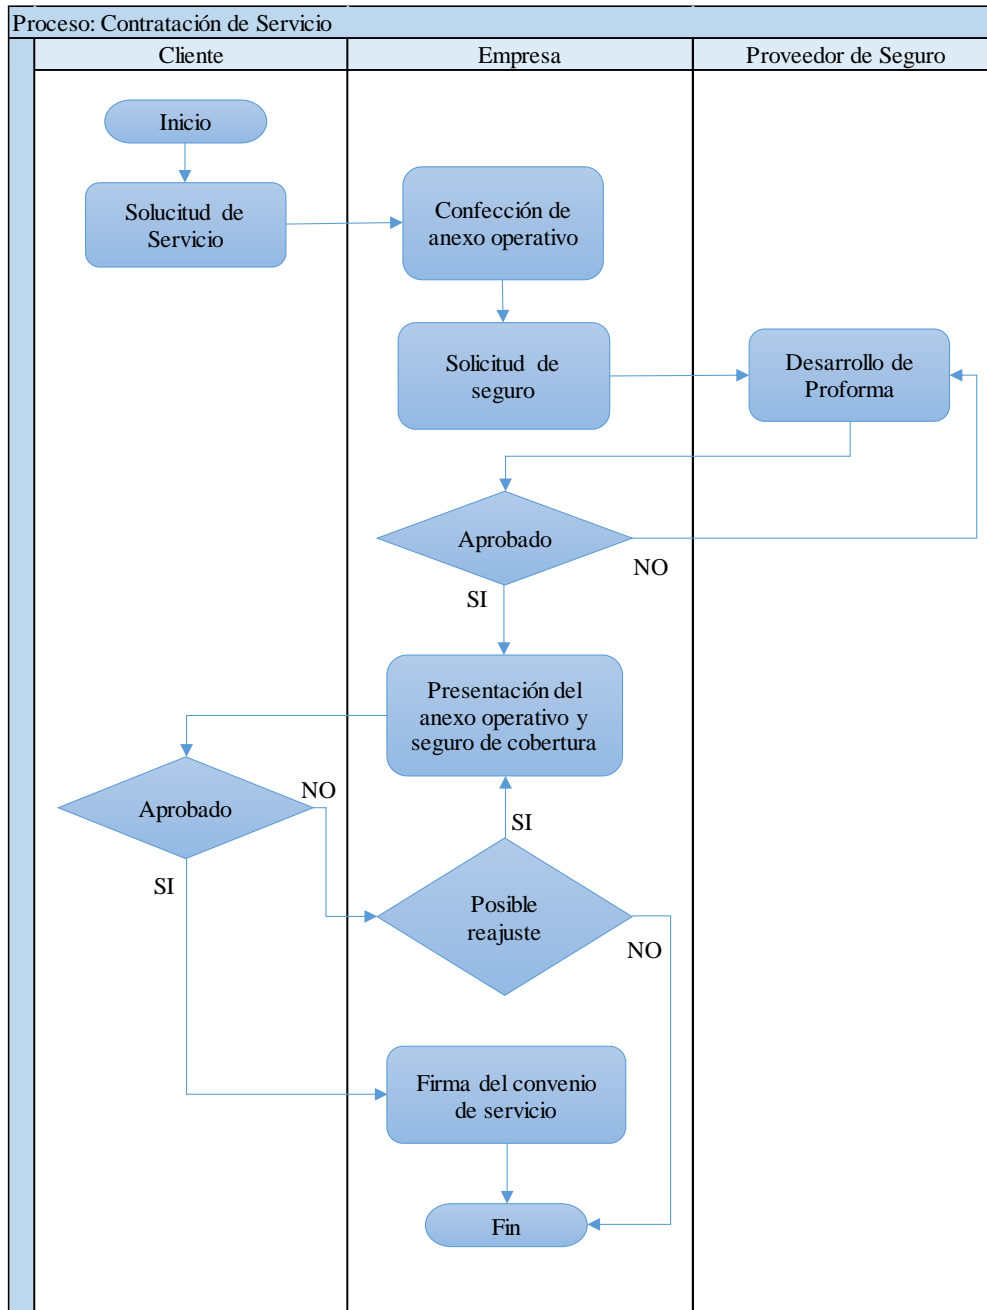 Proceso: Contratación de Servicio
Cliente
Empresa
Proveedor de Seguro
Inicio
Solucitud de
Servicio
Confección de
anexo operativo
Solicitud de
seguro
Desarrollo de
Proforma
Aprobado
NO
SI
Presentación del
anexo operativo y
seguro de cobertura
Aprobado
NO
SI
SI
Posible
reajuste
NO
Firma del convenio
de servicio
Fin